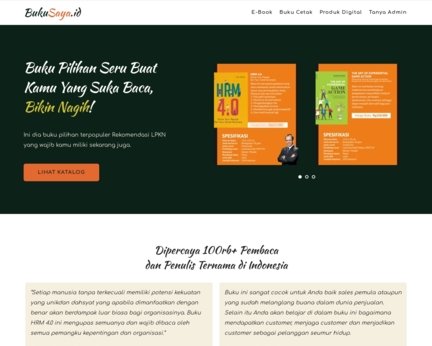 BukuSaya.id
E-Book Buku Cetak Produk Digital Tanya Admin
Buku Pilihan Seru Buat
Kamu Yang Suka Baca,
Bikin Nagih!
Ini dia buku pilihan terpopuler Rekomendasi LPKN
yang wajib kamu miliki sekarang juga.
LIHAT KATALOG
HRM 4.0
HRM
4.0
SPESIFIKASI
GAME
ACTION
SPESIFIKASI
Dipercaya 100rb+ Pembaca
dan Penulis Ternama di Indonesia
"Setiap manusia tanpa terkecuali memiliki potensi kekuatan
yang unikdan dahsyat yang apabila dimanfaatkan dengan
benar akan berdampak luar biasa bagi organisasinya. Buku
HRM 4.0 ini mengupas semuanya dan wajib dibaca oleh
semua pemangku kepentingan dan organisasi."
Buku ini sangat cocok untuk Anda baik sales pemula ataupun
yang sudah melanglang buana dalam dunia penjualan.
Selain itu Anda akan belajar di dalam buku ini bagaimana
mendapatkan customer, menjaga customer dan menjadikan
customer sebagai pelanggan seumur hidup.